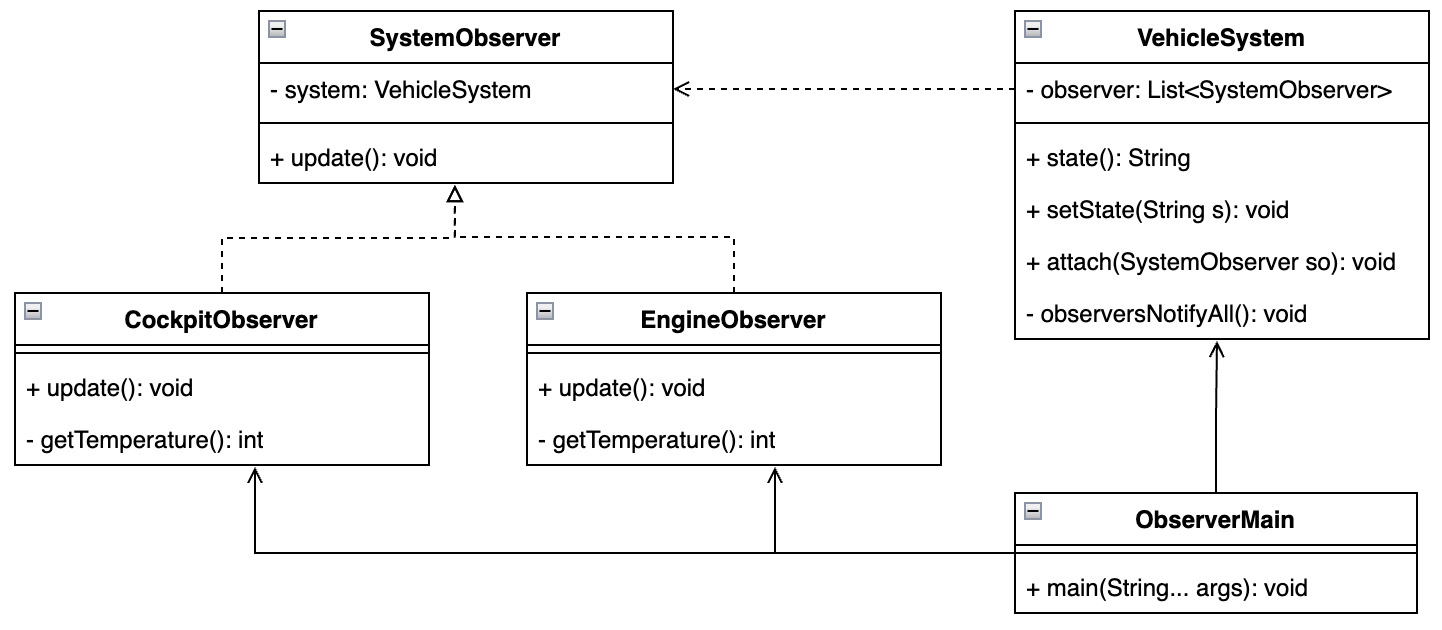 SystemObserver
- system: VehicleSystem
+ update(): void
VehicleSystem
- observer: List<SystemObserver>
+ state(): String
+ setState(String s): void
+ attach(SystemObserver so): void
- observersNotifyAll(): void
CockpitObserver
+ update(): void
- getTemperature(): int
EngineObserver
+ update(): void
- getTemperature(): int
ObserverMain
+ main(String... args): void